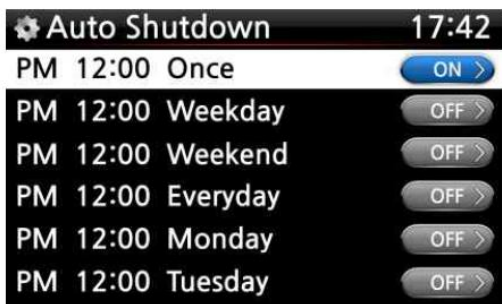 Auto Shutdown 17:42
PM 12:00 Once ON
PM 12:00 Weekday OFF
PM 12:00 Weekend OFF
PM 12:00 Everyday OFF
PM 12:00 Monday OFF
PM 12:00 Tuesday OFF